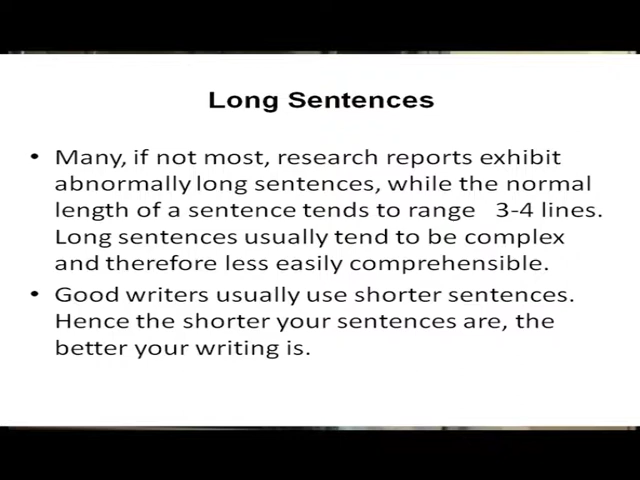 Long Sentences
• Many, if not most, research reports exhibit
abnormally long sentences, while the normal
length of a sentence tends to range 3-4 lines.
Long sentences usually tend to be complex
and therefore less easily comprehensible.
• Good writers usually use shorter sentences.
Hence the shorter your sentences are, the
better your writing is.